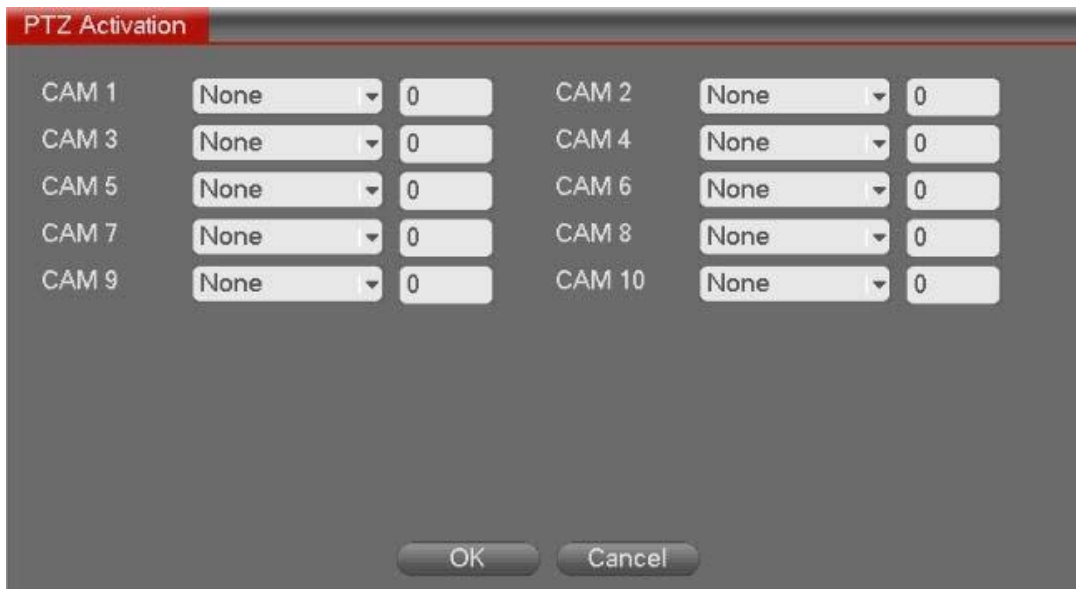 PTZ Activation
CAM 1 None 0 CAM 2 None 0
CAM 3 None 0 CAM 4 None 0
CAM 5 None 0 CAM 6 None 0
CAM 7 None 0 CAM 8 None 0
CAM 9 None 0 CAM 10 None 0
OK Cancel